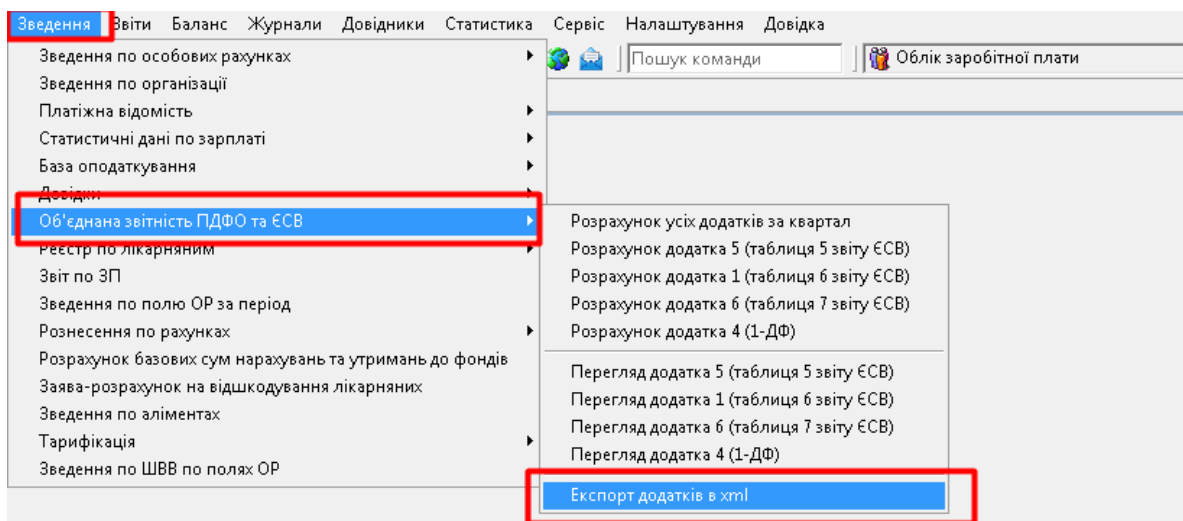 Зведення Звіти Баланс Журнали Довідники Статистика Сервіс Налаштування Довідка
Пошук команди Облік заробітної плати
Зведення по особових рахунках
Зведення по організації
Платіжна відомість
Статистичні дані по зарплаті
База оподаткування
Довідки
Об'єднана звітність ПДФО та ЄСВ
Реєстр по лікарняним
Звіт по ЗП
Зведення по полю ОР за період
Рознесення по рахунках
Розрахунок базових сум нарахувань та утримань до фондів
Заява-розрахунок на відшкодування лікарняних
Зведення по аліментах
Тарифікація
Зведення по ШВВ по полях ОР
Розрахунок усіх додатків за квартал
Розрахунок додатка 5 (таблиця 5 звіту ЄСВ)
Розрахунок додатка 1 (таблиця 6 звіту ЄСВ)
Розрахунок додатка 6 (таблиця 7 звіту ЄСВ)
Розрахунок додатка 4 (1-ДФ)
Перегляд додатка 5 (таблиця 5 звіту ЄСВ)
Перегляд додатка 1 (таблиця 6 звіту ЄСВ)
Перегляд додатка 6 (таблиця 7 звіту ЄСВ)
Перегляд додатка 4 (1-ДФ)
Експорт додатків в xml